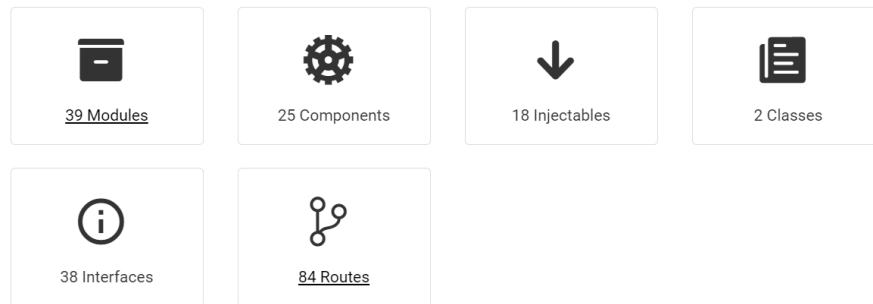 39 Modules
25 Components
18 Injectables
2 Classes
38 Interfaces
84 Routes